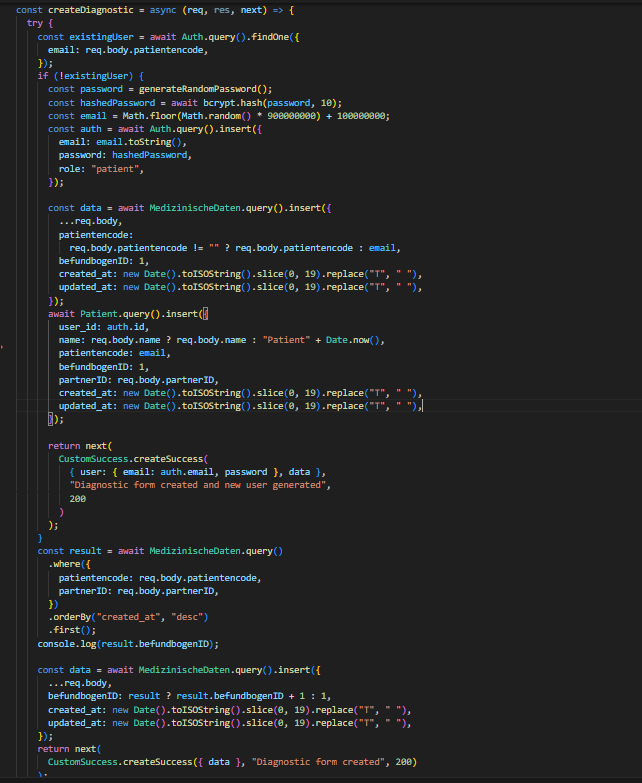 const createDiagnostic = async (req, res, next) => {
try {
const existingUser = await Auth.query().findOne({
email: req.body.patientencode,
});
if (!existingUser) {
const password = generateRandomPassword();
const hashedPassword = await bcrypt.hash(password, 10);
const email = Math.floor(Math.random() * 900000000) + 100000000;
const auth = await Auth.query().insert({
email: email.toString(),
password: hashedPassword,
role: "patient",
});

const data = await MedizinischeDaten.query().insert({
...req.body,
patientencode:
req.body.patientencode != "" ? req.body.patientencode : email,
befundbogenID: 1,
created_at: new Date().toISOString().slice(0, 19).replace("T", " "),
updated_at: new Date().toISOString().slice(0, 19).replace("T", " "),
});
await Patient.query().insert({
user_id: auth.id,
name: req.body.name ? req.body.name : "Patient" + Date.now(),
patientencode: email,
befundbogenID: 1,
partnerID: req.body.partnerID,
created_at: new Date().toISOString().slice(0, 19).replace("T", " "),
updated_at: new Date().toISOString().slice(0, 19).replace("T", " "),
});

return next(
CustomSuccess.createSuccess(
{ user: { email: auth.email, password }, data },
"Diagnostic form created and new user generated",
200
)
);
}
const result = await MedizinischeDaten.query()
.where({
patientencode: req.body.patientencode,
partnerID: req.body.partnerID,
})
.orderBy("created_at", "desc")
.first();
console.log(result.befundbogenID);

const data = await MedizinischeDaten.query().insert({
...req.body,
befundbogenID: result ? result.befundbogenID + 1 : 1,
created_at: new Date().toISOString().slice(0, 19).replace("T", " "),
updated_at: new Date().toISOString().slice(0, 19).replace("T", " "),
});
return next(
CustomSuccess.createSuccess({ data }, "Diagnostic form created", 200)
);